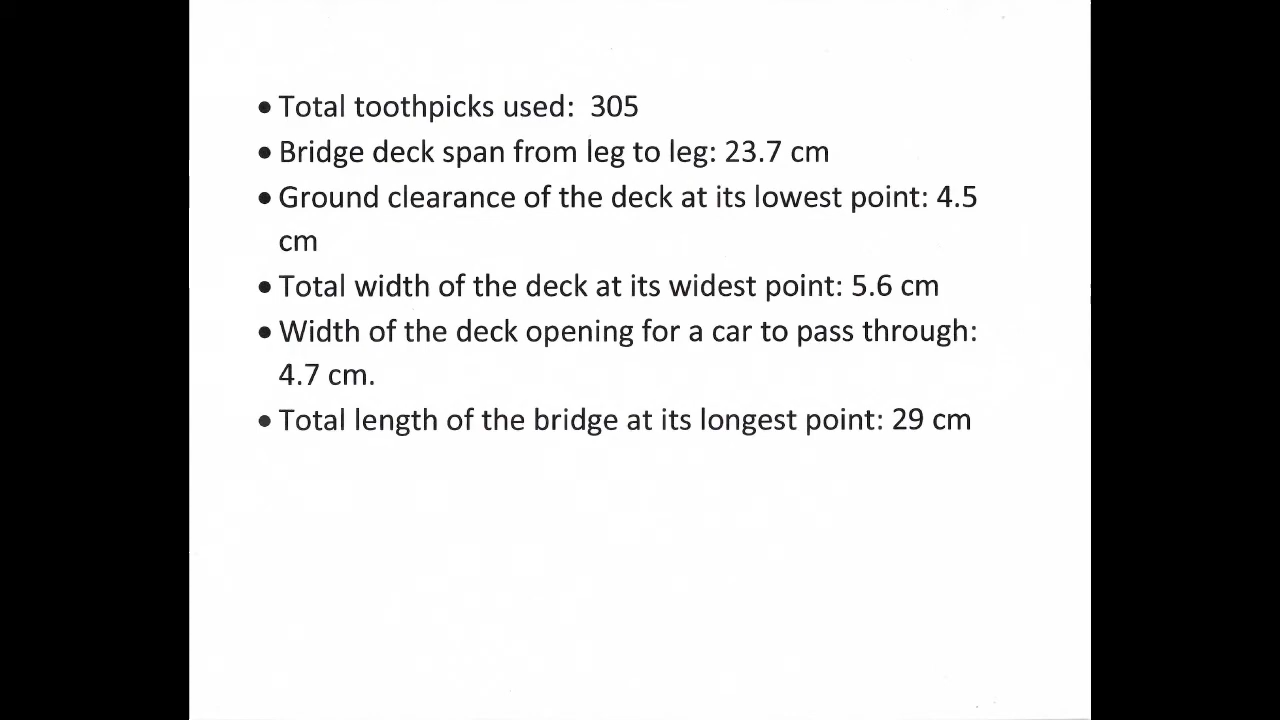 • Total toothpicks used:  305
• Bridge deck span from leg to leg: 23.7 cm
• Ground clearance of the deck at its lowest point: 4.5
cm
• Total width of the deck at its widest point: 5.6 cm
• Width of the deck opening for a car to pass through:
4.7 cm.
• Total length of the bridge at its longest point: 29 cm